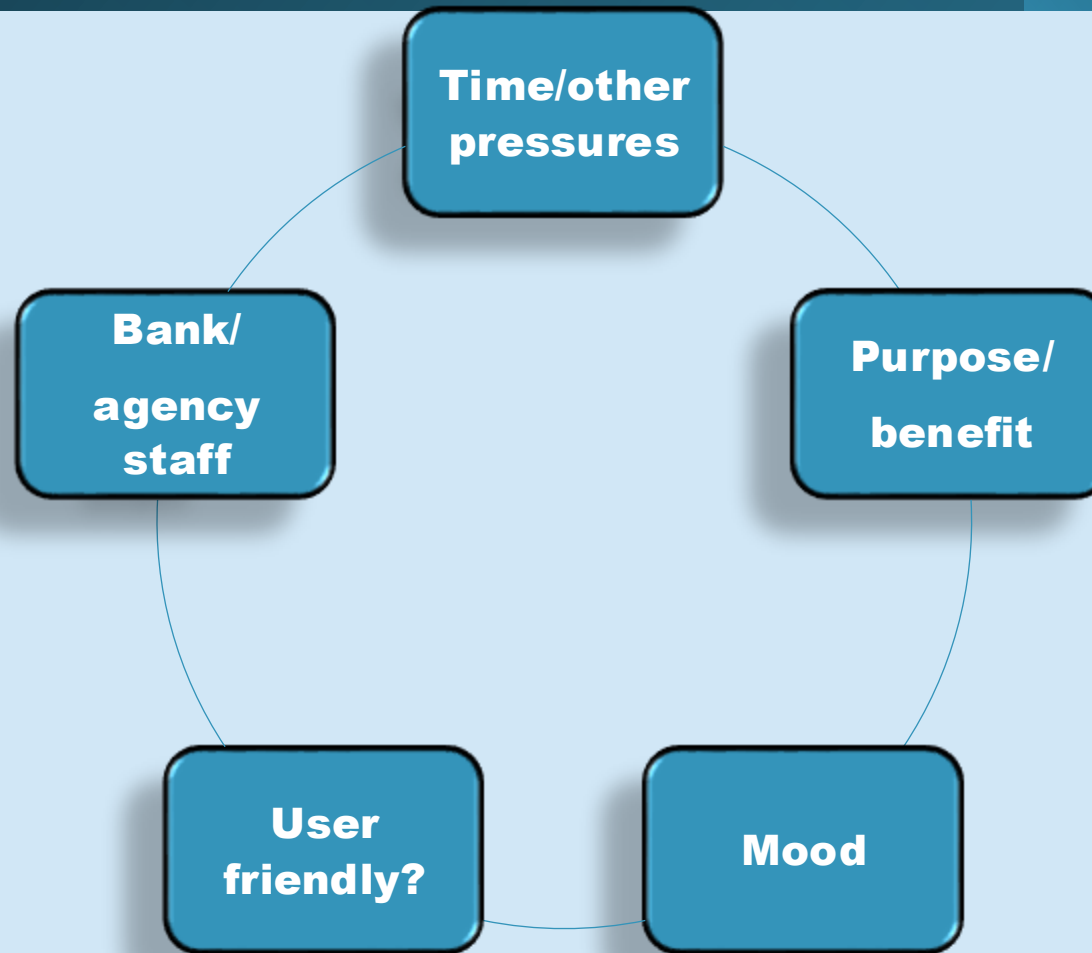 Time/other
pressures
Bank/
agency
staff
Purpose/
benefit
User
friendly?
Mood